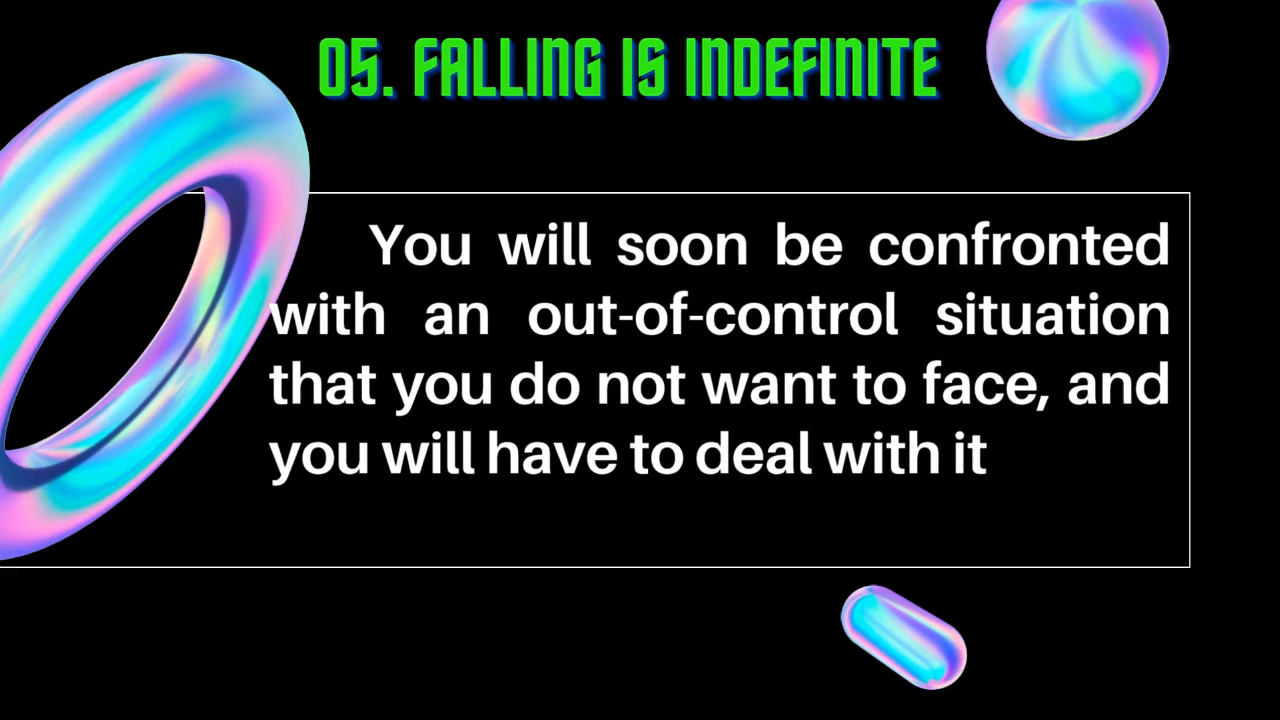 05. FALLING IS INDEFINITE
You will soon be confronted
with an out-of-control situation
that you do not want to face, and
you will have to deal with it